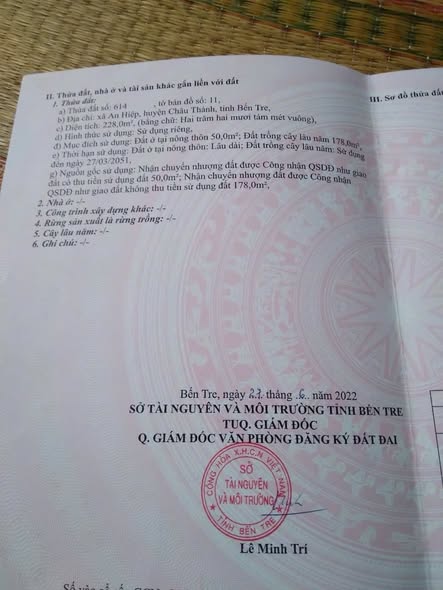 II. Thửa đất, nhà ở và tài sản khác gắn liền với đất
III. Sơ đồ thửa đất
1. Thửa đất:
a) Thửa đất số: 614 , tờ bản đồ số: 11,
b) Địa chỉ: xã An Hiệp, huyện Châu Thành, tỉnh Bến Tre,
c) Diện tích: 228,0m², (bằng chữ: Hai trăm hai mươi tám mét vuông),
d) Hình thức sử dụng: Sử dụng riêng,
đ) Mục đích sử dụng: Đất ở tại nông thôn 50,0m²; Đất trồng cây lâu năm 178,0m²,
e) Thời hạn sử dụng: Đất ở tại nông thôn: Lâu dài; Đất trồng cây lâu năm: Sử dụng
đến ngày 27/03/2051,
g) Nguồn gốc sử dụng: Nhận chuyển nhượng đất được Công nhận QSDĐ như giao
đất có thu tiền sử dụng đất 50,0m²; Nhận chuyển nhượng đất được Công nhận
QSDĐ như giao đất không thu tiền sử dụng đất 178,0m²,
2. Nhà ở: -/-
3. Công trình xây dựng khác: -/-
4. Rừng sản xuất là rừng trồng: -/-
5. Cây lâu năm: -/-
6. Ghi chú: -/-
Bến Tre, ngày 27 tháng 6 năm 2022
SỞ TÀI NGUYÊN VÀ MÔI TRƯỜNG TỈNH BẾN TRE
TUQ. GIÁM ĐỐC
Q. GIÁM ĐỐC VĂN PHÒNG ĐĂNG KÝ ĐẤT ĐAI
CỘNG HÒA X.H.C.N VIỆT NAM
SỞ
TÀI NGUYÊN
VÀ MÔI TRƯỜNG
TỈNH BẾN TRE
Lê Minh Trí